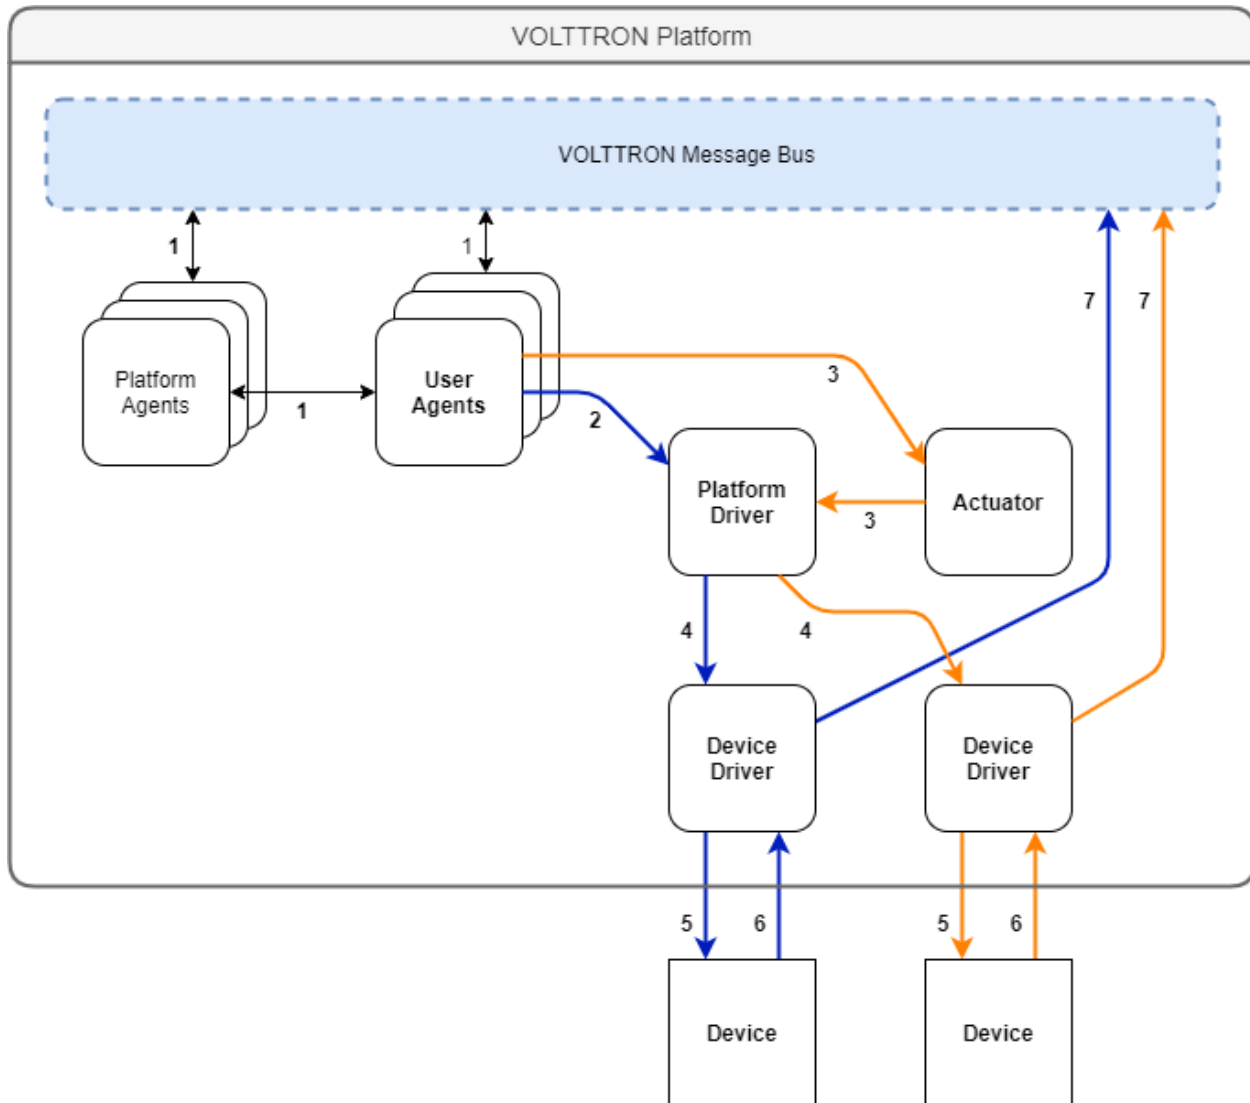 VOLTTRON Platform
VOLTTRON Message Bus
1
1
7
7
Platform
Agents
1
User
Agents
2
3
Platform
Driver
3
Actuator
4
4
Device
Driver
Device
Driver
5
6
5
6
Device
Device